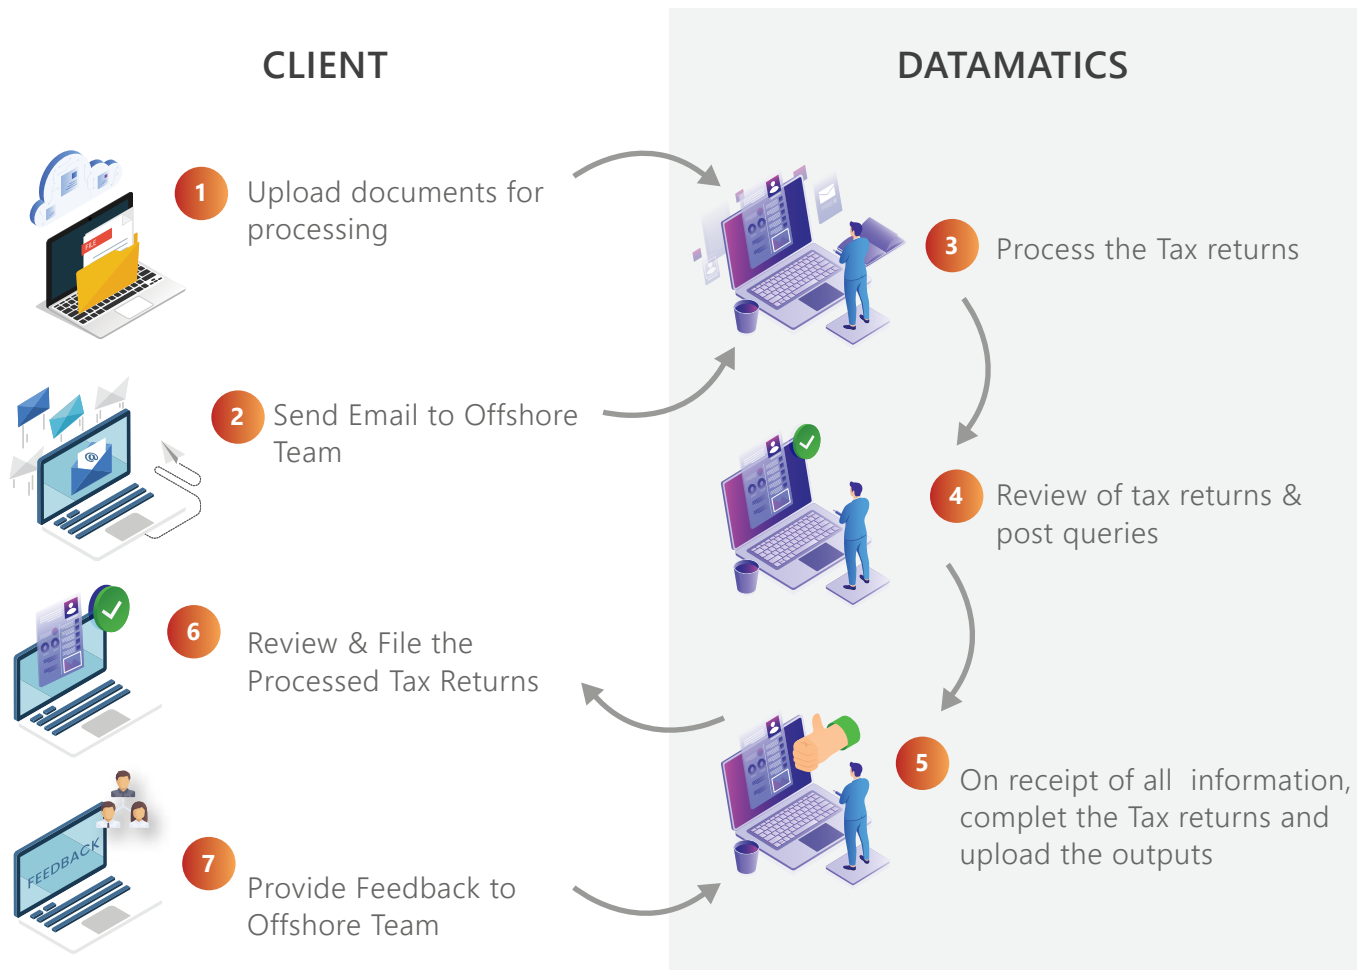 CLIENT
DATAMATICS
1
Upload documents for
processing
FILE
2
Send Email to Offshore
Team
@
3
Process the Tax returns
4
Review of tax returns &
post queries
5
On receipt of all  information,
complet the Tax returns and
upload the outputs
6
Review & File the
Processed Tax Returns
7
Provide Feedback to
Offshore Team
FEEDBACK